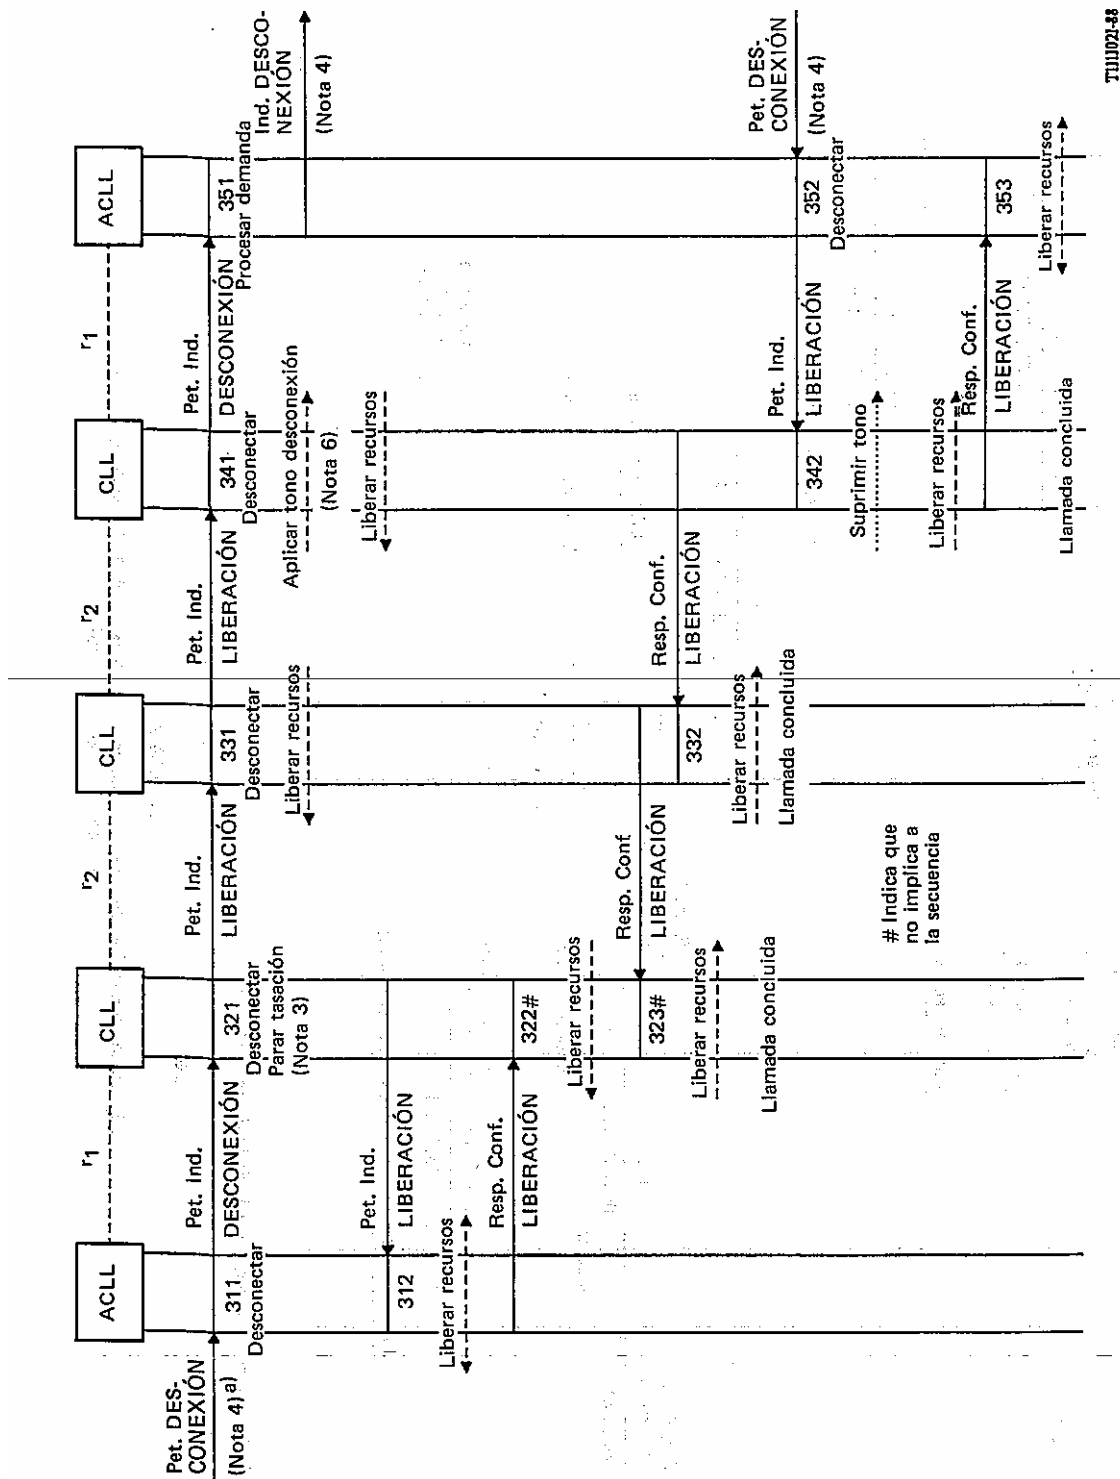 ACLL
r1
CLL
r2
CLL
r2
CLL
r1
ACLL
Pet. DES-
CONEXIÓN
(Nota 4)a)
311
Desconectar
Pet. Ind.
DESCONEXIÓN
321
Desconectar
Parar tasación
(Nota 3)
Pet. Ind.
LIBERACIÓN
331
Desconectar
Liberar recursos
Pet. Ind.
LIBERACIÓN
341
Desconectar
Aplicar tono desconexión
(Nota 6)
Liberar recursos
Pet. Ind.
DESCONEXIÓN
351
Procesar demanda
Ind. DESCO-
NEXIÓN
(Nota 4)
312
Liberar recursos
Pet. Ind.
LIBERACIÓN
Resp. Conf.
LIBERACIÓN
322#
Liberar recursos
323#
Liberar recursos
Llamada concluida
Resp. Conf.
LIBERACIÓN
332
Liberar recursos
Llamada concluida
Resp. Conf.
LIBERACIÓN
342
Suprimir tono
Liberar recursos
Llamada concluida
Pet. Ind.
LIBERACIÓN
352
Desconectar
Pet. DES-
CONEXIÓN
(Nota 4)
Resp. Conf.
LIBERACIÓN
353
Liberar recursos
# Indica que
no implica a
la secuencia
T1111021-88